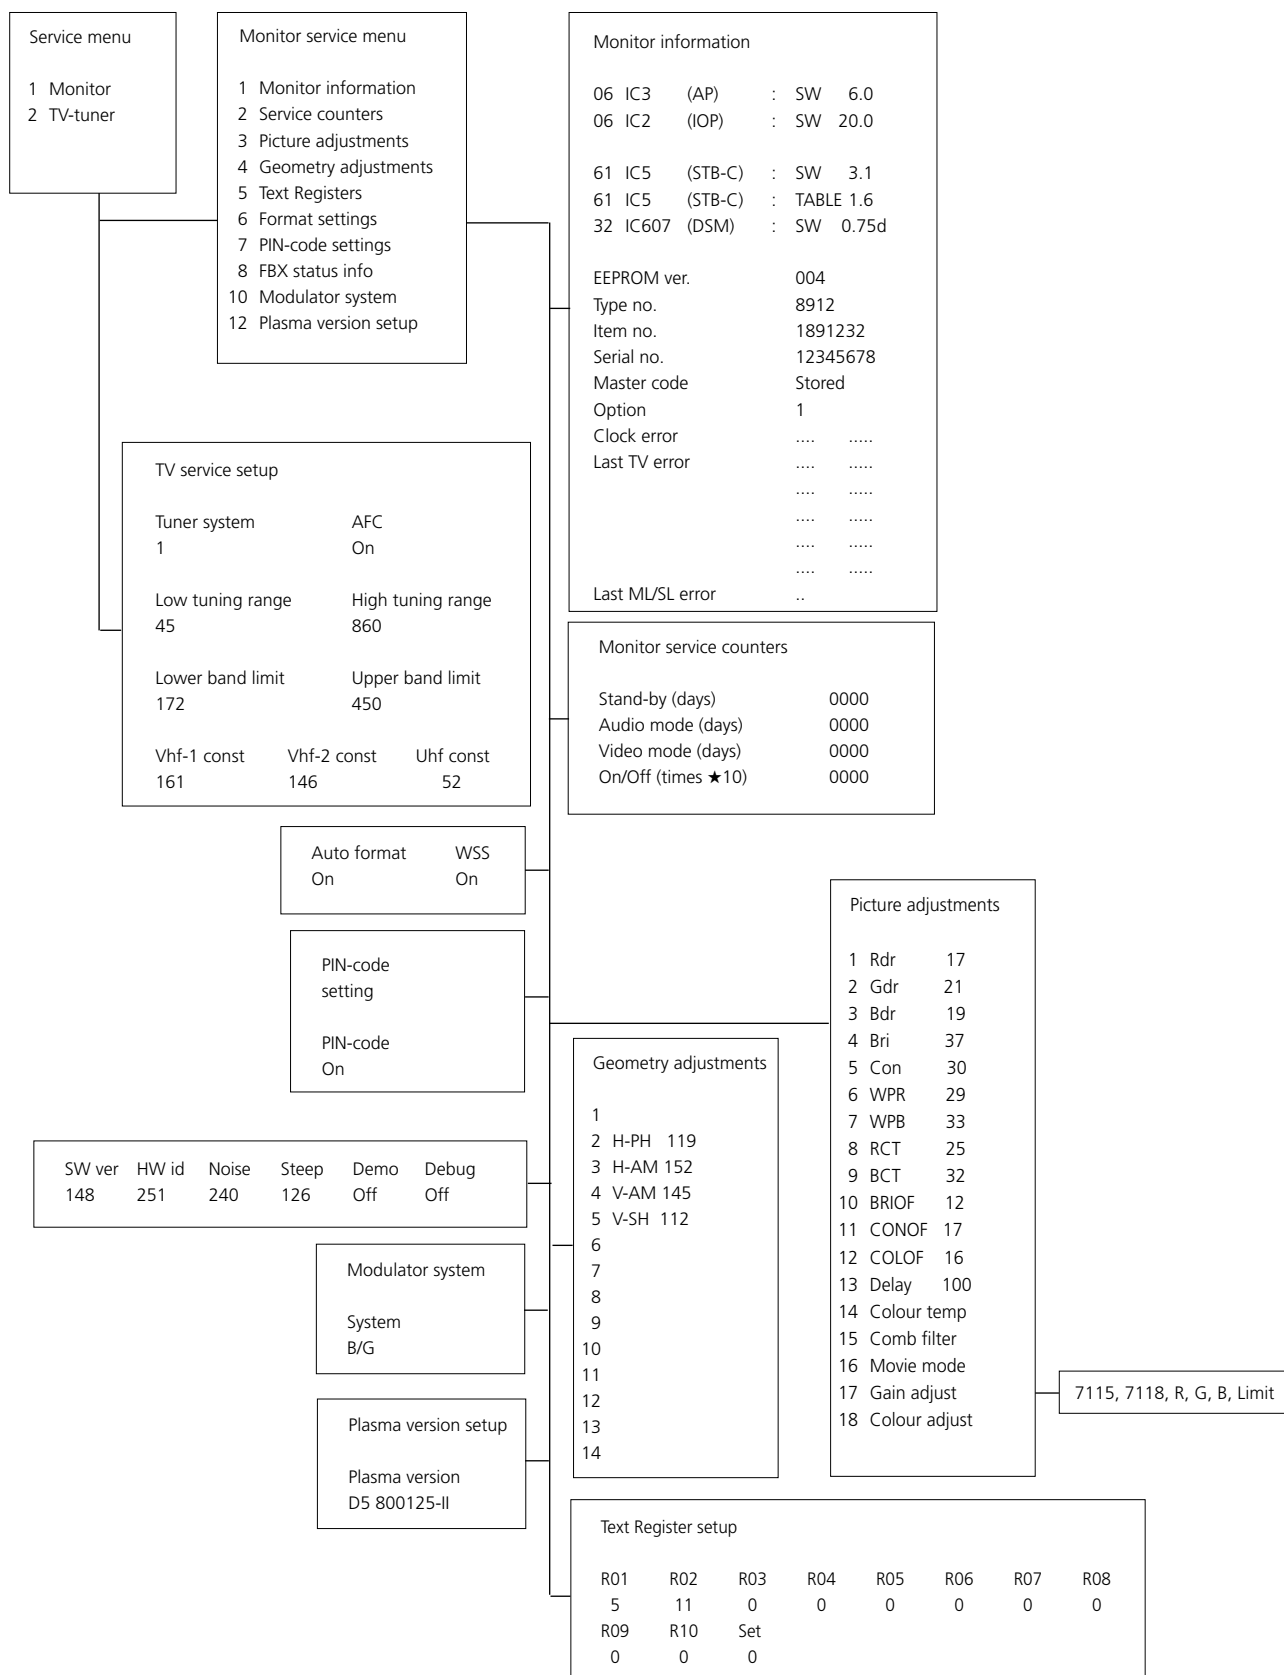 Service menu
1 Monitor
2 TV-tuner
Monitor service menu
1 Monitor information
2 Service counters
3 Picture adjustments
4 Geometry adjustments
5 Text Registers
6 Format settings
7 PIN-code settings
8 FBX status info
10 Modulator system
12 Plasma version setup
Monitor information
06 IC3 (AP) : SW 6.0
06 IC2 (IOP) : SW 20.0
61 IC5 (STB-C) : SW 3.1
61 IC5 (STB-C) : TABLE 1.6
32 IC607 (DSM) : SW 0.75d
EEPROM ver. 004
Type no. 8912
Item no. 1891232
Serial no. 12345678
Master code Stored
Option 1
Clock error .... .....
Last TV error .... .....
.... .....
.... .....
.... .....
.... .....
Last ML/SL error ..
TV service setup
Tuner system AFC
1 On
Low tuning range High tuning range
45 860
Lower band limit Upper band limit
172 450
Vhf-1 const Vhf-2 const Uhf const
161 146 52
Monitor service counters
Stand-by (days) 0000
Audio mode (days) 0000
Video mode (days) 0000
On/Off (times ★10) 0000
Auto format WSS
On On
PIN-code
setting
PIN-code
On
Picture adjustments
1 Rdr 17
2 Gdr 21
3 Bdr 19
4 Bri 37
5 Con 30
6 WPR 29
7 WPB 33
8 RCT 25
9 BCT 32
10 BRIOF 12
11 CONOF 17
12 COLOF 16
13 Delay 100
14 Colour temp
15 Comb filter
16 Movie mode
17 Gain adjust
18 Colour adjust
7115, 7118, R, G, B, Limit
Geometry adjustments
1
2 H-PH 119
3 H-AM 152
4 V-AM 145
5 V-SH 112
6
7
8
9
10
11
12
13
14
SW ver HW id Noise Steep Demo Debug
148 251 240 126 Off Off
Modulator system
System
B/G
Plasma version setup
Plasma version
D5 800125-II
Text Register setup
R01 R02 R03 R04 R05 R06 R07 R08
5 11 0 0 0 0 0 0
R09 R10 Set
0 0 0